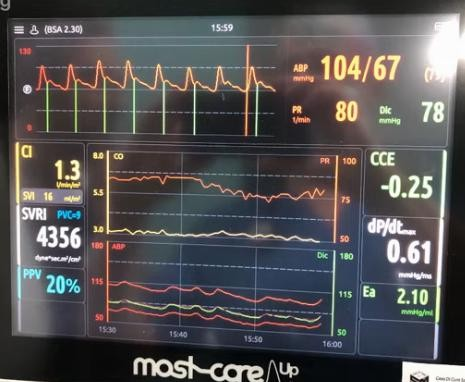 (BSA 2.30) 15:59
130
0
ABP mmHg 104/67 (79)
PR 1/min 80 Dic mmHg 78
CI 1.3 l/min/m²
SVI 16 ml/m²
SVRI PVC=9
4356
dyne*sec.m²/cm⁵
PPV 20%
8.0 CO PR 100
5.5 75
3.0 50
180 ABP Dic 180
115 115
50 50
15:30 15:40 15:50 16:00
CCE
-0.25
dP/dtmax
0.61
mmHg/ms
Ea 2.10
mmHg/ml
most-care Up